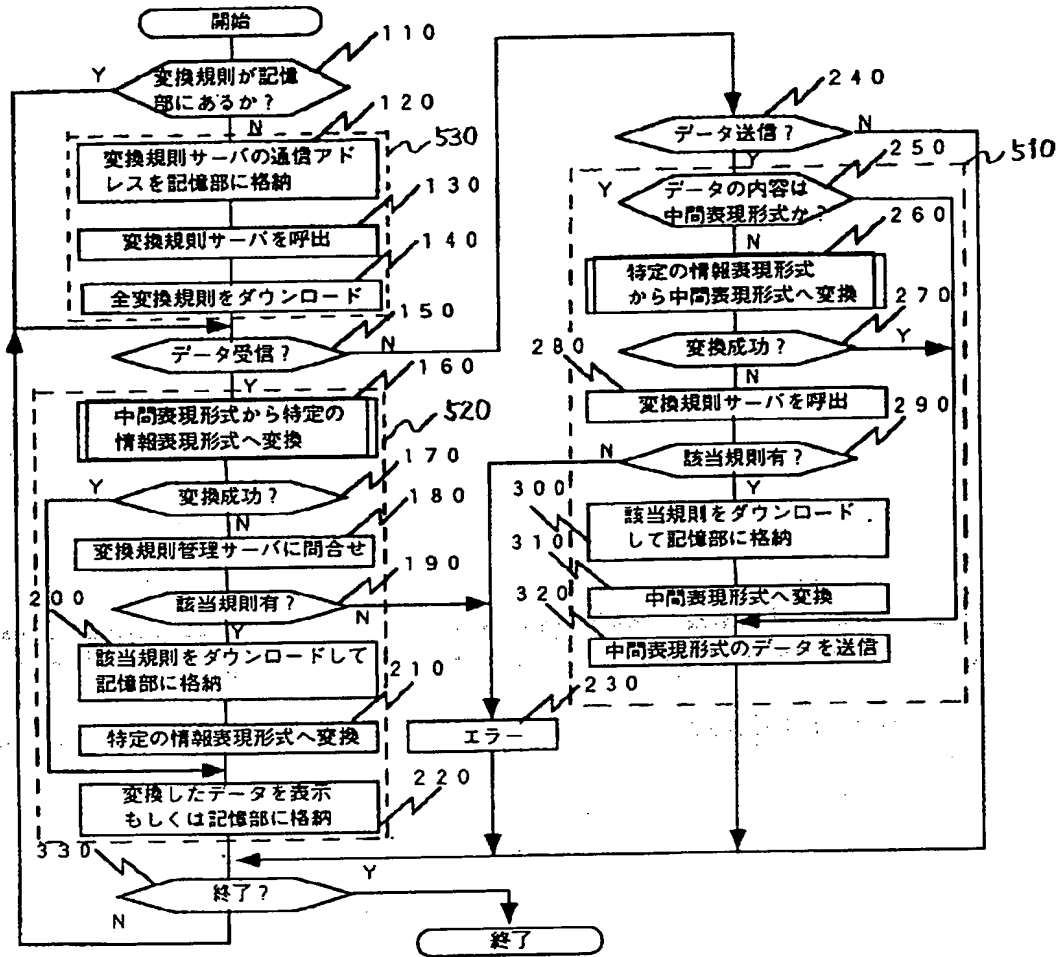 開始
110
変換規則が記憶
部にあるか？
Y
N
120
530
変換規則サーバの通信アド
レスを記憶部に格納
130
変換規則サーバを呼出
140
全変換規則をダウンロード
150
データ受信？
N
Y
160
520
中間表現形式から特定の
情報表現形式へ変換
170
Y
変換成功？
N
180
変換規則管理サーバに問合せ
190
200
該当規則有？
N
Y
該当規則をダウンロードして
記憶部に格納
210
特定の情報表現形式へ変換
220
変換したデータを表示
もしくは記憶部に格納
330
終了？
Y
N
終了
230
エラー
240
データ送信？
N
Y
250
510
Y
データの内容は
中間表現形式か？
N
260
特定の情報表現形式
から中間表現形式へ変換
270
280
変換成功？
Y
N
変換規則サーバを呼出
290
N
該当規則有？
Y
300
該当規則をダウンロード
して記憶部に格納
310
中間表現形式へ変換
320
中間表現形式のデータを送信